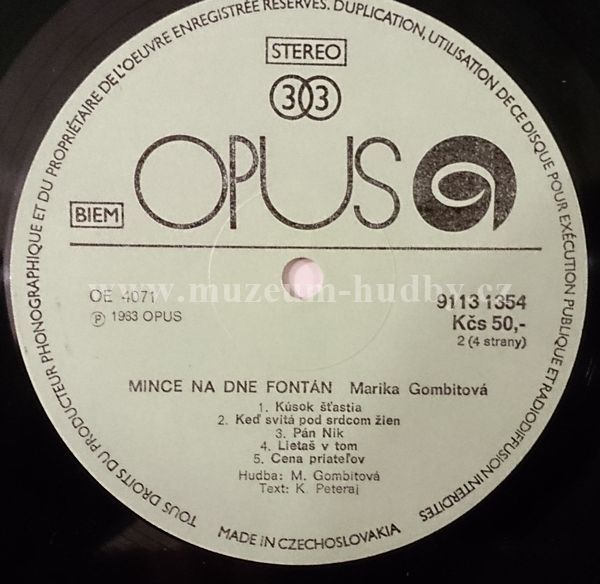 TOUS DROITS DU PRODUCTEUR PHONOGRAPHIQUE ET DU PROPRIÉTAIRE DE L'OEUVRE ENREGISTRÉE RÉSERVÉS. DUPLICATION, UTILISATION DE CE DISQUE POUR EXÉCUTION PUBLIQUE ET RADIODIFFUSION INTERDITES
STEREO
33
OPUS
BIEM
www.muzeum-hudby.cz
OE 4071
9113 1354
Ⓟ 1983 OPUS
Kčs 50,-
2 (4 strany)
MINCE NA DNE FONTÁN Marika Gombitová
1. Kúsok šťastia
2. Keď svitá pod srdcom žien
3. Pán Nik
4. Lietaš v tom
5. Cena priateľov
Hudba: M. Gombitová
Text: K. Peteraj
MADE IN CZECHOSLOVAKIA